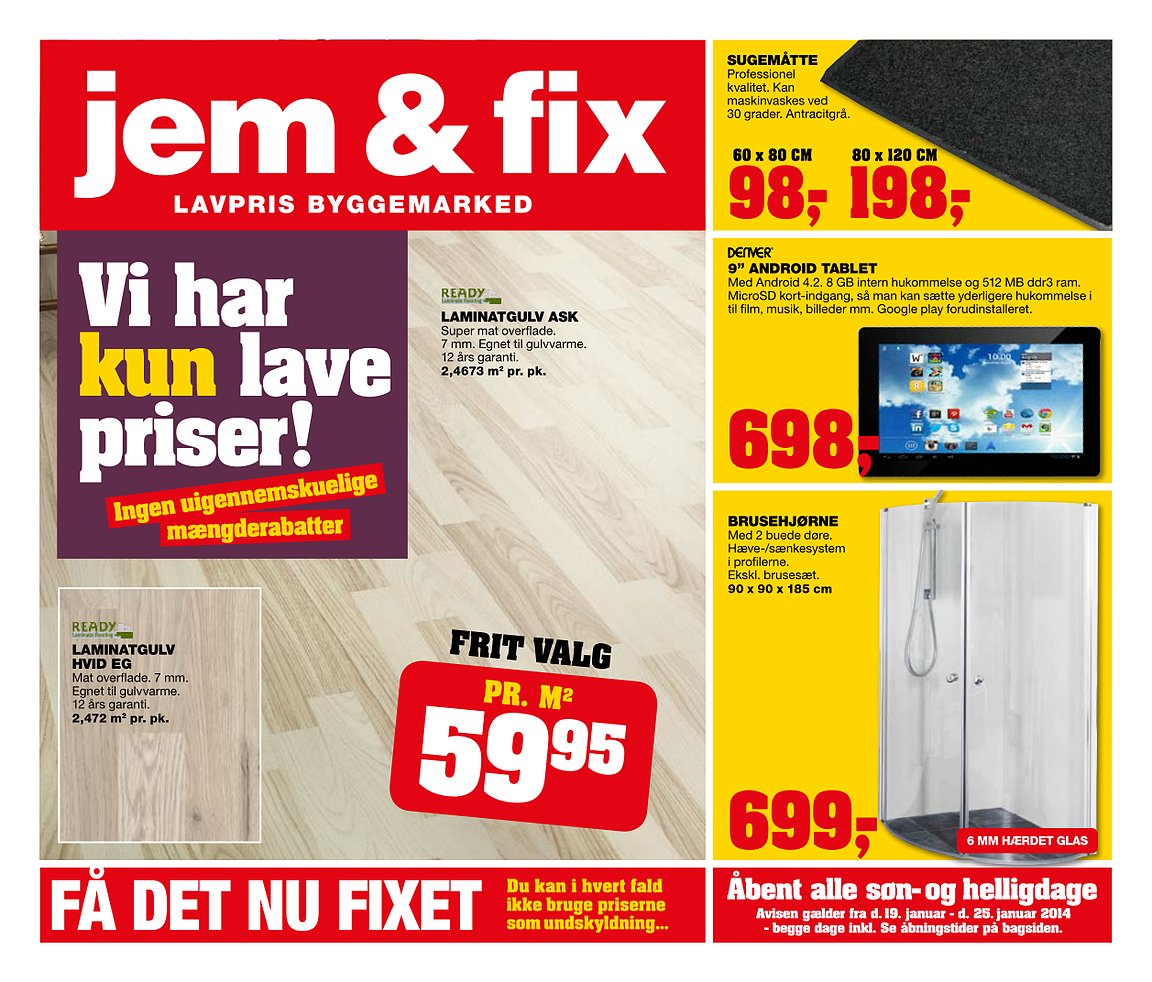 jem & fix
LAVPRIS BYGGEMARKED
Vi har
kun lave
priser!
Ingen uigennemskuelige
mængderabatter
READY
Laminate flooring
LAMINATGULV ASK
Super mat overflade.
7 mm. Egnet til gulvvarme.
12 års garanti.
2,4673 m² pr. pk.
READY
Laminate flooring
LAMINATGULV
HVID EG
Mat overflade. 7 mm.
Egnet til gulvvarme.
12 års garanti.
2,472 m² pr. pk.
FRIT VALG
PR. M²
59⁹⁵
FÅ DET NU FIXET
Du kan i hvert fald
ikke bruge priserne
som undskyldning...
SUGEMÅTTE
Professionel
kvalitet. Kan
maskinvaskes ved
30 grader. Antracitgrå.
60 x 80 CM
98,-
80 x 120 CM
198,-
DENVER®
9” ANDROID TABLET
Med Android 4.2. 8 GB intern hukommelse og 512 MB ddr3 ram.
MicroSD kort-indgang, så man kan sætte yderligere hukommelse i
til film, musik, billeder mm. Google play forudinstalleret.
10:00
698,-
BRUSEHJØRNE
Med 2 buede døre.
Hæve-/sænkesystem
i profilerne.
Ekskl. brusesæt.
90 x 90 x 185 cm
699,-
6 MM HÆRDET GLAS
Åbent alle søn- og helligdage
Avisen gælder fra d. 19. januar - d. 25. januar 2014
- begge dage inkl. Se åbningstider på bagsiden.